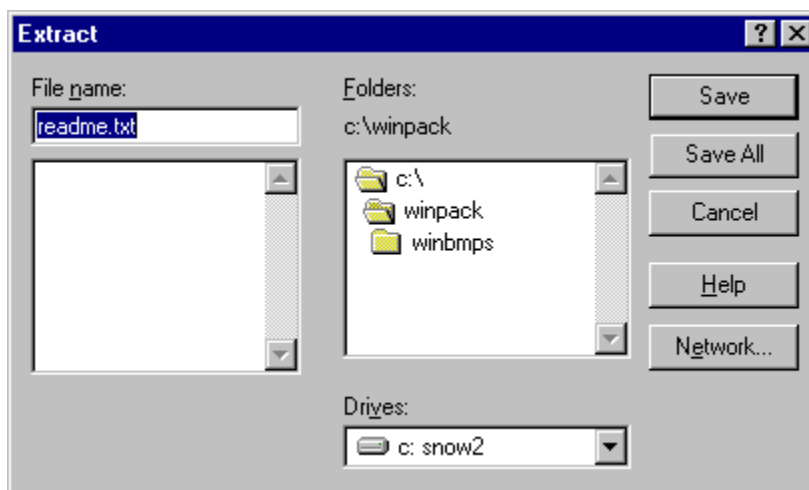 Extract
File name:
readme.txt
Folders:
c:\winpack
c:\
winpack
winbmps
Drives:
c: snow2
Save
Save All
Cancel
Help
Network...